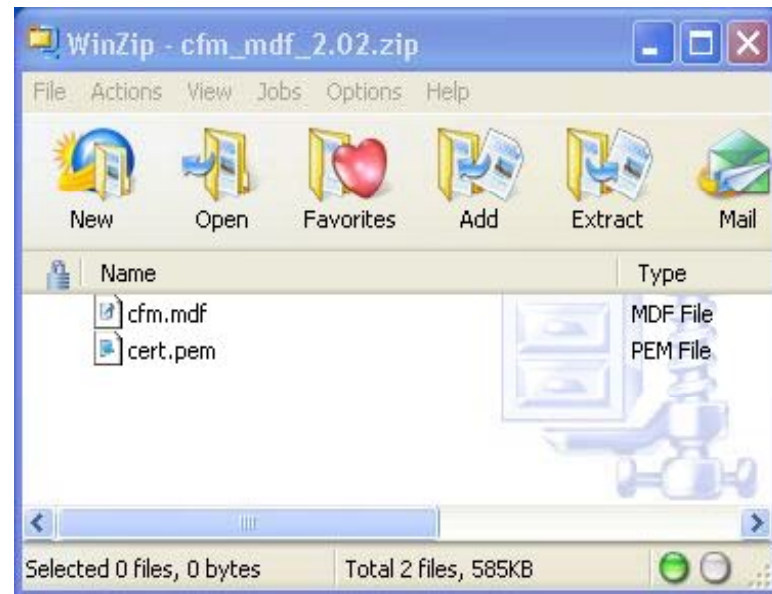 WinZip - cfm_mdf_2.02.zip
File Actions View Jobs Options Help
New Open Favorites Add Extract Mail
Name Type
cfm.mdf MDF File
cert.pem PEM File
Selected 0 files, 0 bytes Total 2 files, 585KB